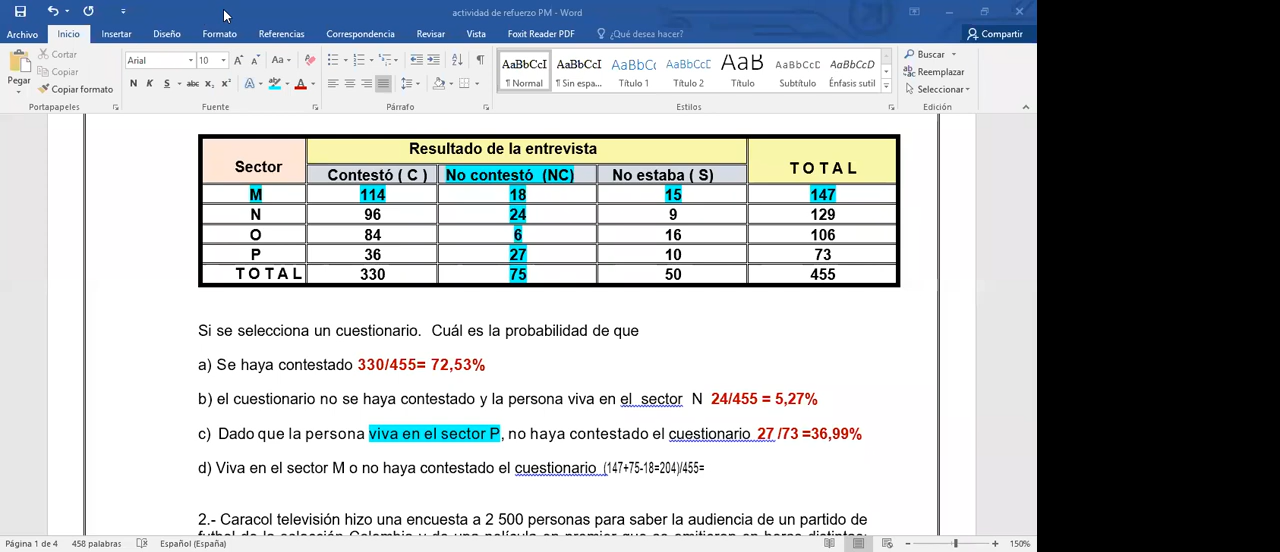 actividad de refuerzo PM - Word
Archivo Inicio Insertar Diseño Formato Referencias Correspondencia Revisar Vista Foxit Reader PDF ¿Qué desea hacer? Compartir
Pegar Cortar
Copiar
Copiar formato
Arial 10
N K S abc x₂ x²
AaBbCcI AaBbCcI AaBbCcI AaBbCcD AaB AaBbCcD AaBbCcD
¶ Normal ¶ Sin espa... Título 1 Título 2 Título Subtítulo Énfasis sutil
Buscar
Reemplazar
Seleccionar
Portapapeles Fuente Párrafo Estilos Edición
Sector Resultado de la entrevista T O T A L
Contestó ( C ) No contestó (NC) No estaba ( S)
M 114 18 15 147
N 96 24 9 129
O 84 6 16 106
P 36 27 10 73
T O T A L 330 75 50 455
Si se selecciona un cuestionario. Cuál es la probabilidad de que
a) Se haya contestado 330/455= 72,53%
b) el cuestionario no se haya contestado y la persona viva en el sector N 24/455 = 5,27%
c) Dado que la persona viva en el sector P, no haya contestado el cuestionario 27 /73 =36,99%
d) Viva en el sector M o no haya contestado el cuestionario (147+75-18=204)/455=
2.- Caracol televisión hizo una encuesta a 2 500 personas para saber la audiencia de un partido de
Página 1 de 4 458 palabras Español (España) 150%